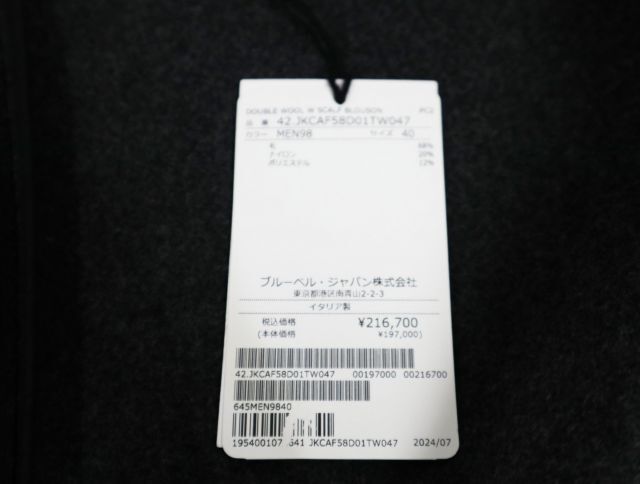 DOUBLE WOOL W SCALF BLOUSON PC2
品番 42.JKCAF58D01TW047
カラー MEN98 サイズ 40
毛 68%
ナイロン 20%
ポリエステル 12%
ブルーベル・ジャパン株式会社
東京都港区南青山2-2-3
イタリア製
税込価格 ¥216,700
(本体価格 ¥197,000)
42.JKCAF58D01TW047 00197000 00216700
645MEN9840
195400107 641 JKCAF58D01TW047 2024/07